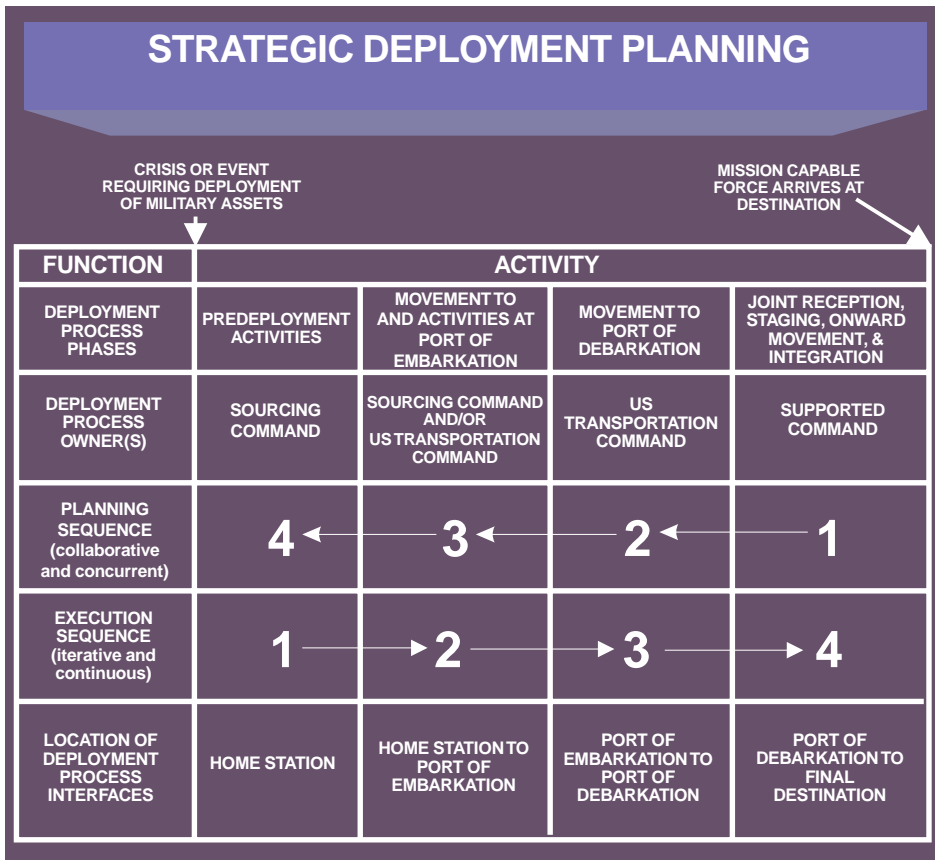 STRATEGIC DEPLOYMENT PLANNING
CRISIS OR EVENT
REQUIRING DEPLOYMENT
OF MILITARY ASSETS
MISSION CAPABLE
FORCE ARRIVES AT
DESTINATION
FUNCTION
ACTIVITY
DEPLOYMENT
PROCESS
PHASES
PREDEPLOYMENT
ACTIVITIES
MOVEMENT TO
AND ACTIVITIES AT
PORT OF
EMBARKATION
MOVEMENT TO
PORT OF
DEBARKATION
JOINT RECEPTION,
STAGING, ONWARD
MOVEMENT, &
INTEGRATION
DEPLOYMENT
PROCESS
OWNER(S)
SOURCING
COMMAND
SOURCING COMMAND
AND/OR
US TRANSPORTATION
COMMAND
US
TRANSPORTATION
COMMAND
SUPPORTED
COMMAND
PLANNING
SEQUENCE
(collaborative
and concurrent)
4
3
2
1
EXECUTION
SEQUENCE
(iterative and
continuous)
1
2
3
4
LOCATION OF
DEPLOYMENT
PROCESS
INTERFACES
HOME STATION
HOME STATION TO
PORT OF
EMBARKATION
PORT OF
EMBARKATION TO
PORT OF
DEBARKATION
PORT OF
DEBARKATION TO
FINAL
DESTINATION